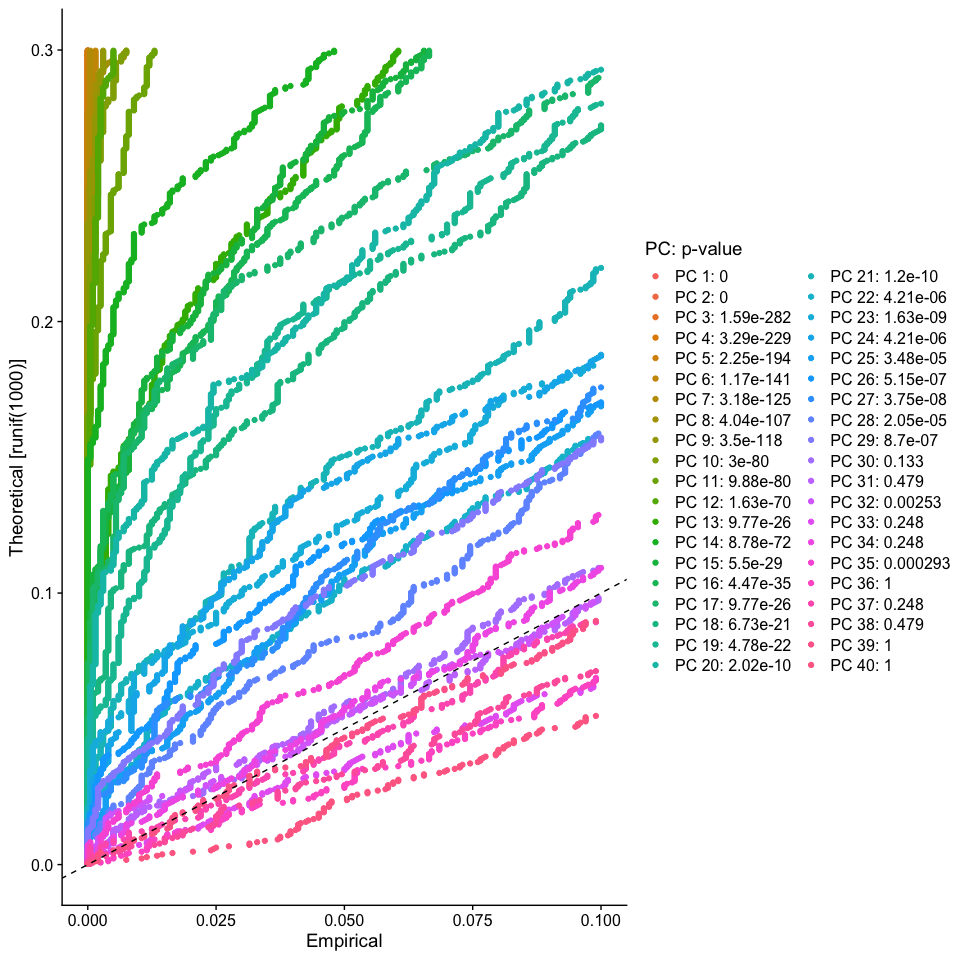 0.3
0.2
0.1
0.0
Theoretical [runif(1000)]
0.000
0.025
0.050
0.075
0.100
Empirical
PC: p-value
PC 1: 0
PC 2: 0
PC 3: 1.59e-282
PC 4: 3.29e-229
PC 5: 2.25e-194
PC 6: 1.17e-141
PC 7: 3.18e-125
PC 8: 4.04e-107
PC 9: 3.5e-118
PC 10: 3e-80
PC 11: 9.88e-80
PC 12: 1.63e-70
PC 13: 9.77e-26
PC 14: 8.78e-72
PC 15: 5.5e-29
PC 16: 4.47e-35
PC 17: 9.77e-26
PC 18: 6.73e-21
PC 19: 4.78e-22
PC 20: 2.02e-10
PC 21: 1.2e-10
PC 22: 4.21e-06
PC 23: 1.63e-09
PC 24: 4.21e-06
PC 25: 3.48e-05
PC 26: 5.15e-07
PC 27: 3.75e-08
PC 28: 2.05e-05
PC 29: 8.7e-07
PC 30: 0.133
PC 31: 0.479
PC 32: 0.00253
PC 33: 0.248
PC 34: 0.248
PC 35: 0.000293
PC 36: 1
PC 37: 0.248
PC 38: 0.479
PC 39: 1
PC 40: 1